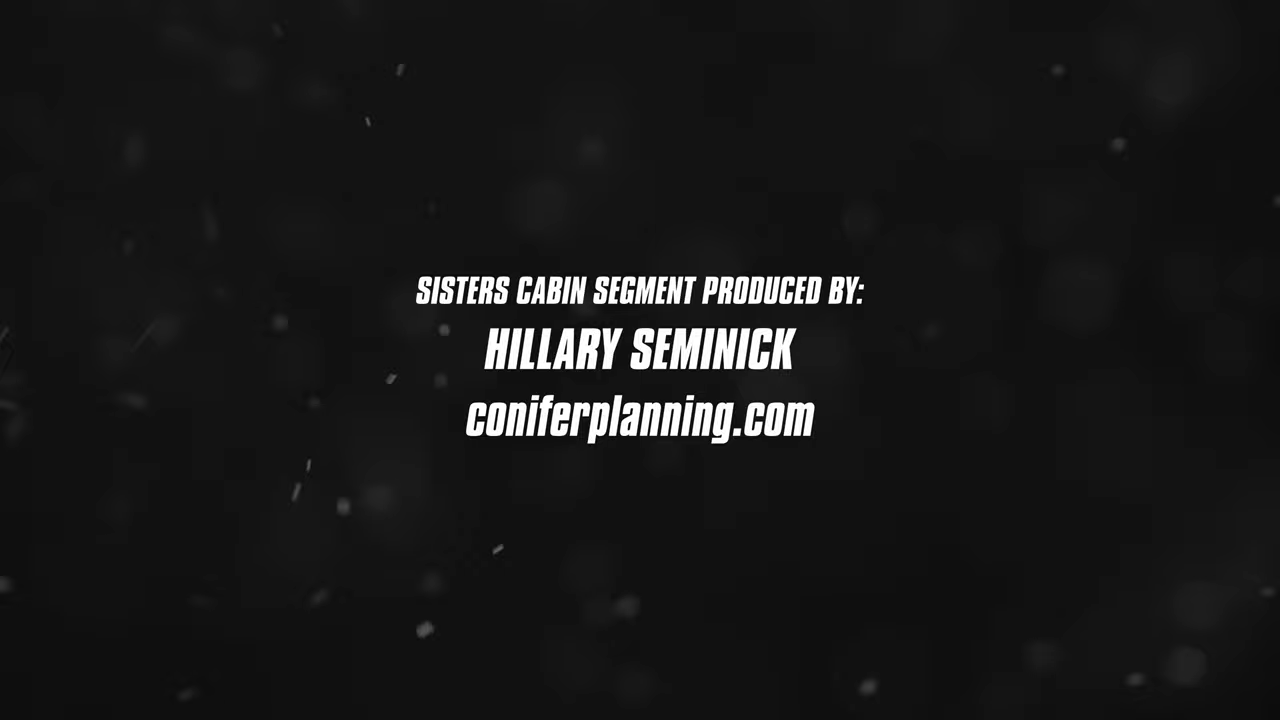 SISTERS CABIN SEGMENT PRODUCED BY:
HILLARY SEMINICK
coniferplanning.com